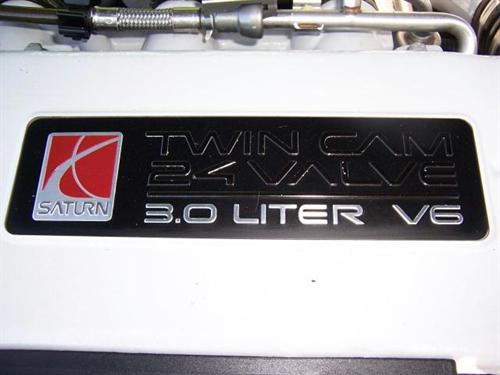 SATURN
TWIN CAM
24 VALVE
3.0 LITER V6